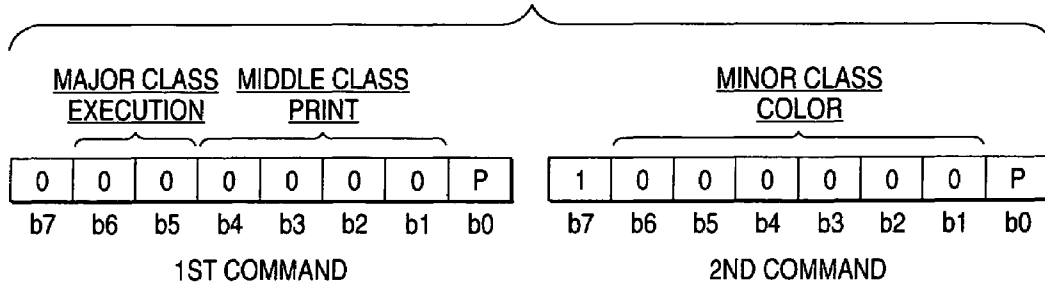 MAJOR CLASS MIDDLE CLASS MINOR CLASS
EXECUTION PRINT COLOR
0 0 0 0 0 0 0 P 1 0 0 0 0 0 0 P
b7 b6 b5 b4 b3 b2 b1 b0 b7 b6 b5 b4 b3 b2 b1 b0
1ST COMMAND 2ND COMMAND